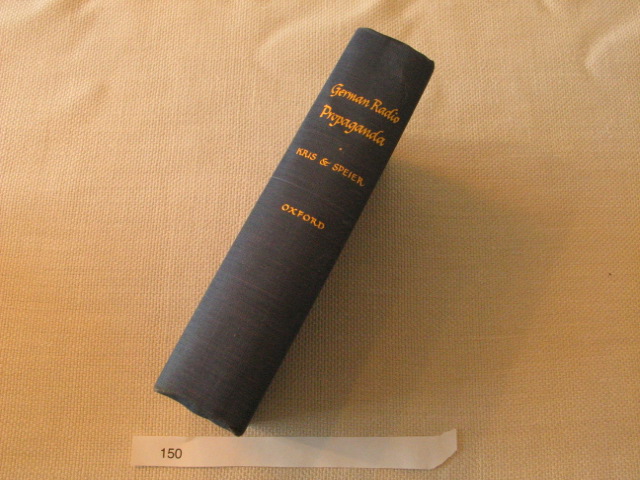 German Radio
Propaganda
KRIS & SPEIER
OXFORD
150